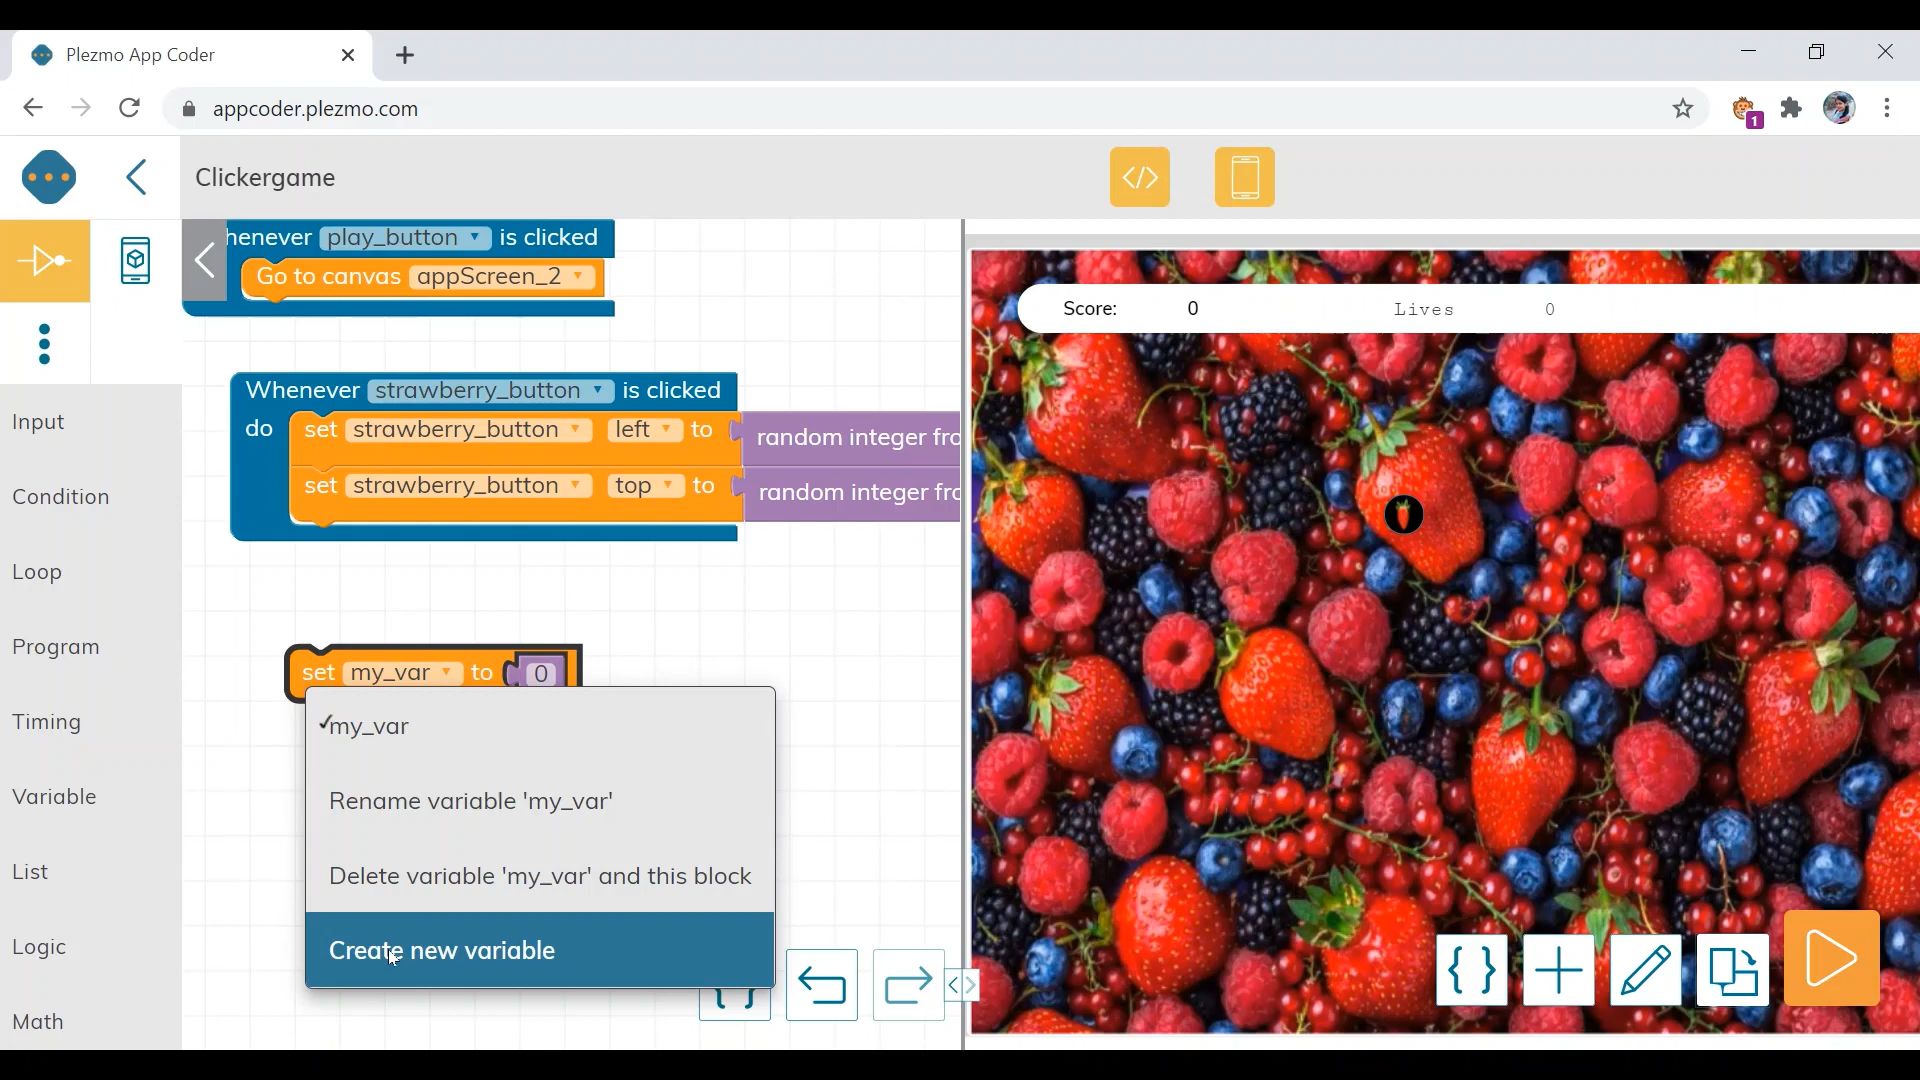 Plezmo App Coder
appcoder.plezmo.com
1
Clickergame
henever play_button is clicked
Go to canvas appScreen_2
Whenever strawberry_button is clicked
do set strawberry_button left to random integer fro
set strawberry_button top to random integer fro
set my_var to 0
✓my_var
Rename variable 'my_var'
Delete variable 'my_var' and this block
Create new variable
Input
Condition
Loop
Program
Timing
Variable
List
Logic
Math
Score: 0 Lives 0